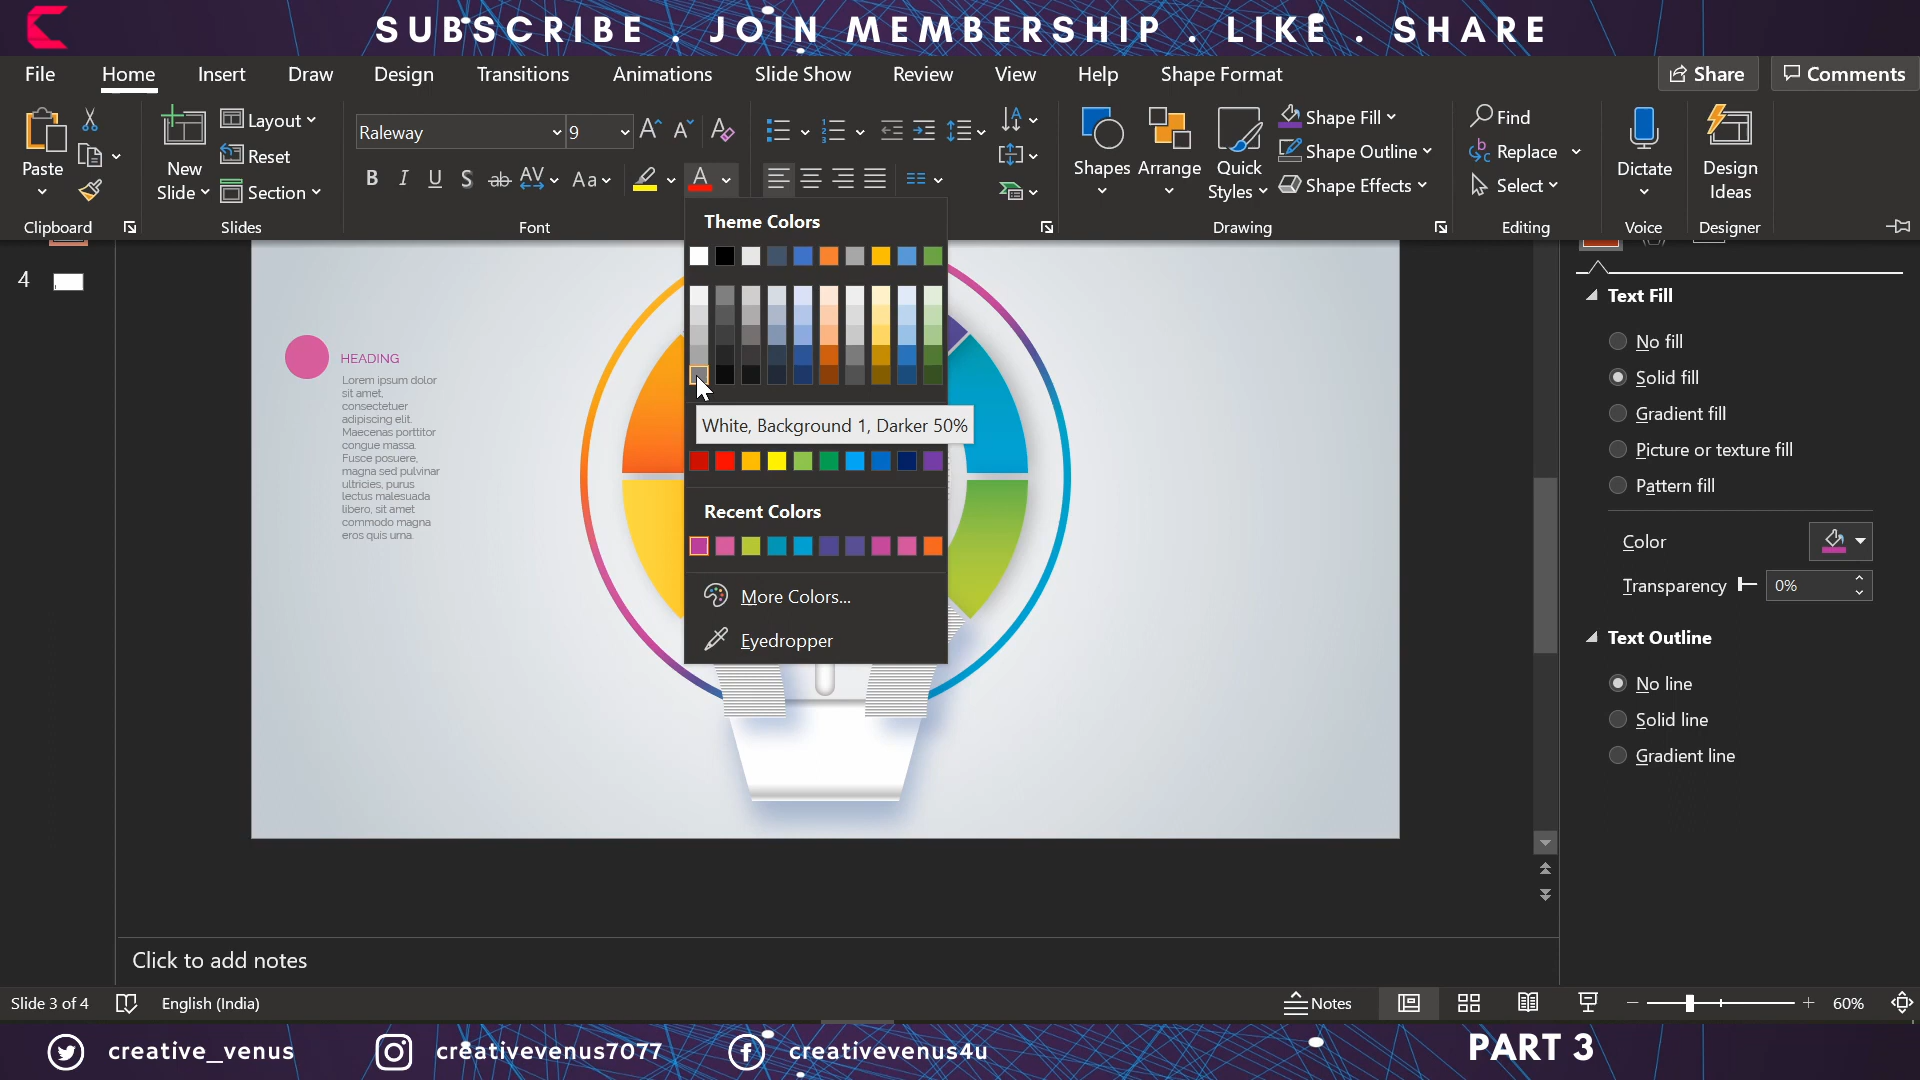 SUBSCRIBE . JOIN MEMBERSHIP . LIKE . SHARE
File Home Insert Draw Design Transitions Animations Slide Show Review View Help Shape Format Share Comments
Paste
New Slide
Layout
Reset
Section
Raleway 9
Shapes
Arrange
Quick Styles
Shape Fill
Shape Outline
Shape Effects
Find
Replace
Select
Dictate
Design Ideas
Clipboard Slides Font Drawing Editing Voice Designer
4
HEADING
Lorem ipsum dolor
sit amet,
consectetuer
adipiscing elit.
Maecenas porttitor
congue massa.
Fusce posuere,
magna sed pulvinar
ultricies, purus
lectus malesuada
libero, sit amet
commodo magna
eros quis urna.
Theme Colors
White, Background 1, Darker 50%
Recent Colors
More Colors...
Eyedropper
Text Fill
No fill
Solid fill
Gradient fill
Picture or texture fill
Pattern fill
Color
Transparency 0%
Text Outline
No line
Solid line
Gradient line
Click to add notes
Slide 3 of 4 English (India) Notes 60%
creative_venus creativevenus7077 creativevenus4u PART 3